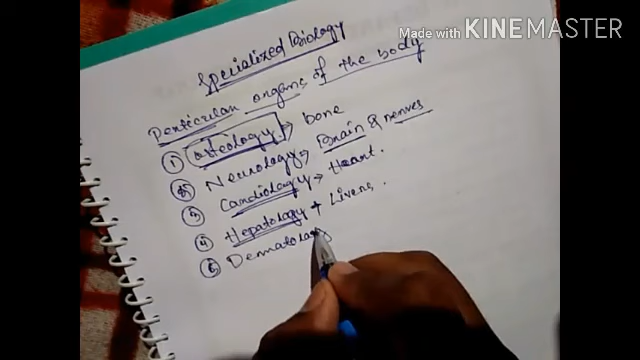 Made with KINEMASTER
Specialized Biology
Perticular organs of the body
① osteology → bone
② Neurology → Brain & nerves
③ Cardiology → Heart.
④ Hepatology → Livers.
⑤ Dermatology